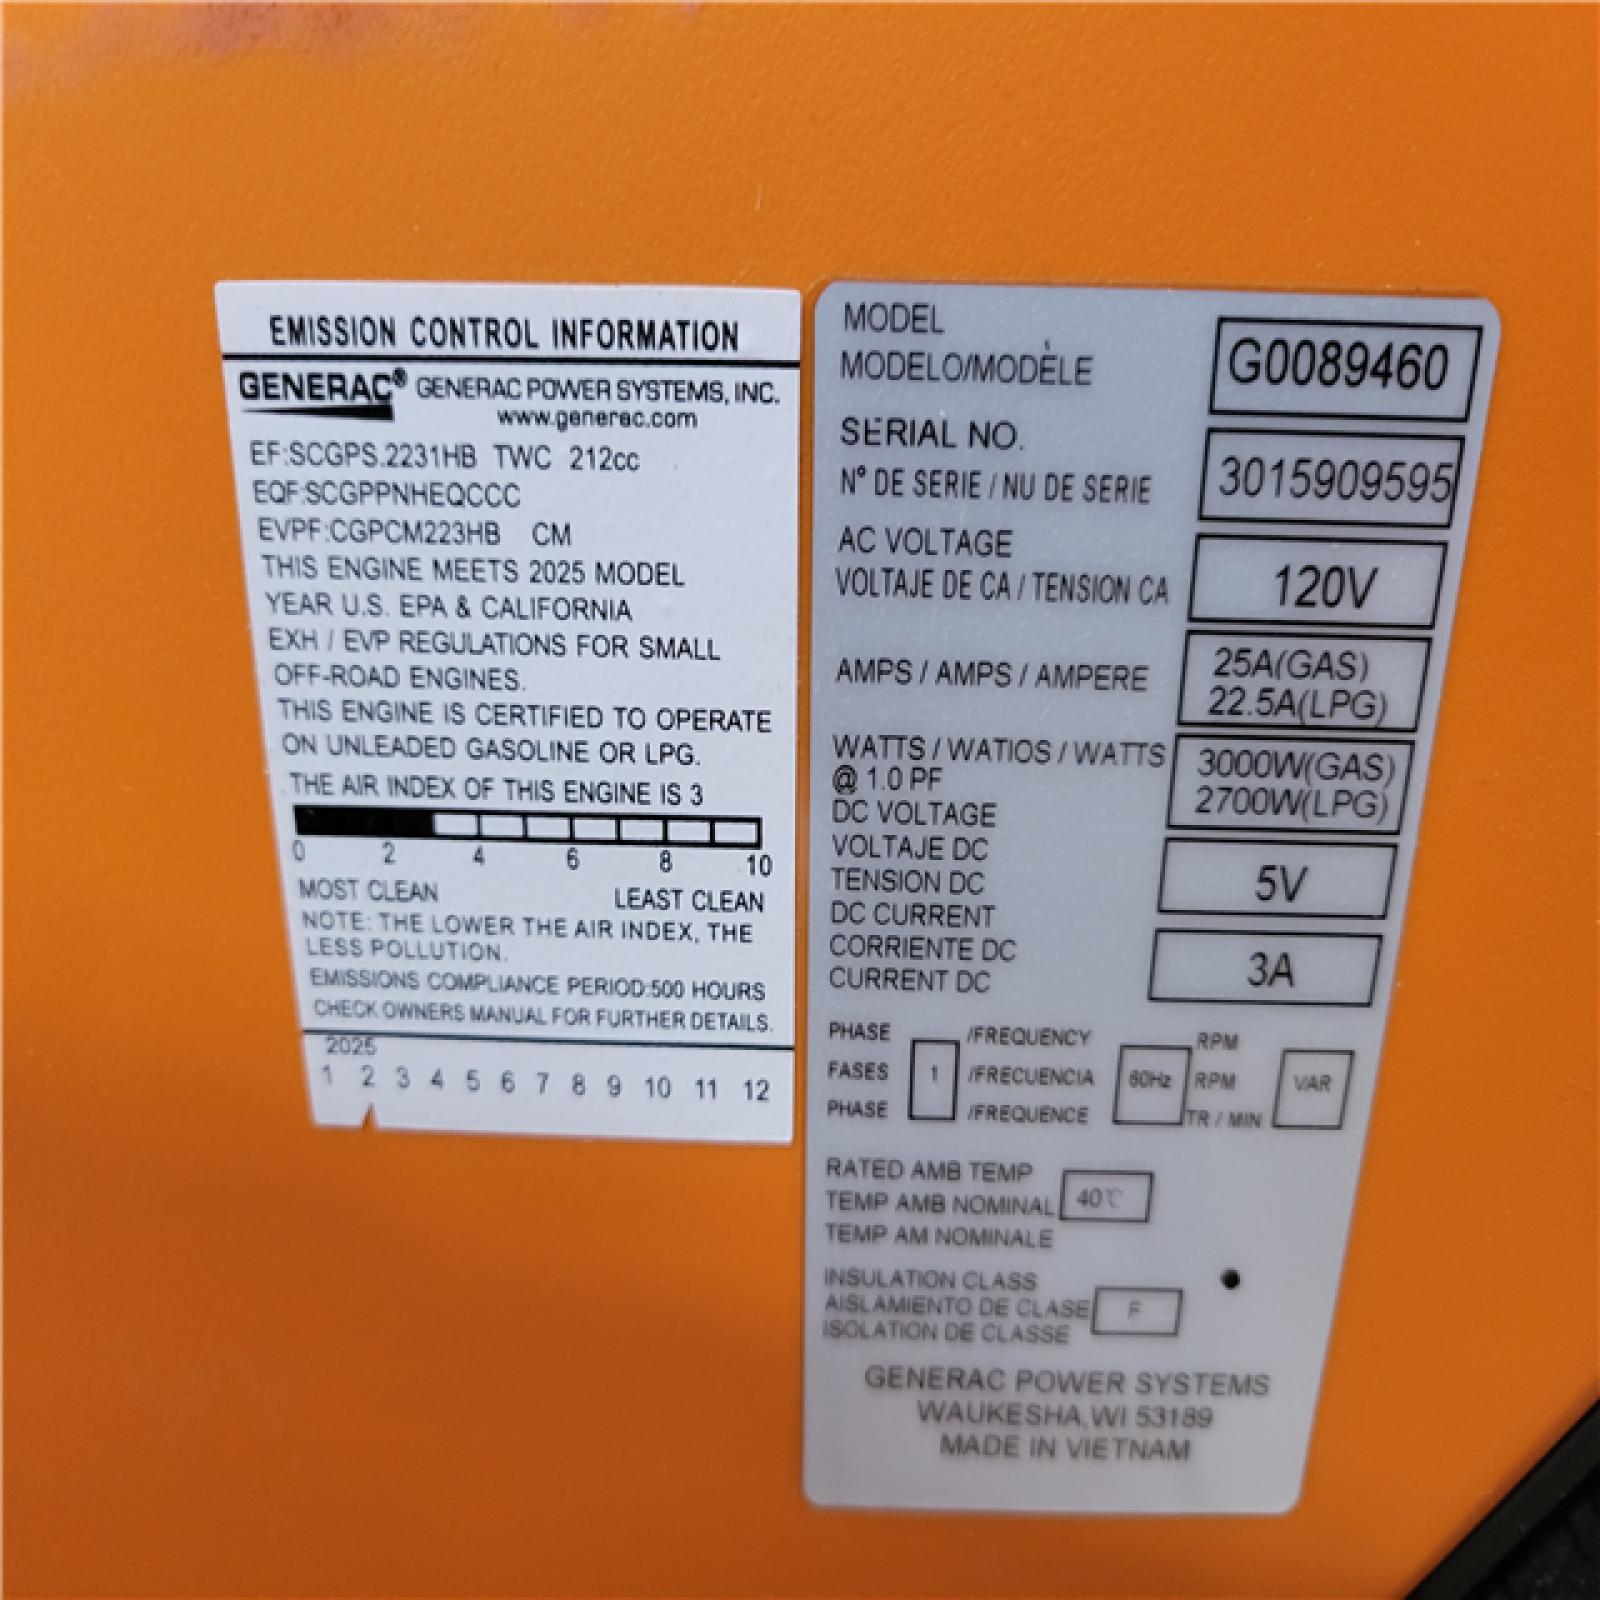 EMISSION CONTROL INFORMATION
GENERAC® GENERAC POWER SYSTEMS, INC.
www.generac.com
EF:SCGPS.2231HB TWC 212cc
EQF:SCGPPNHEQCCC
EVPF:CGPCM223HB CM
THIS ENGINE MEETS 2025 MODEL
YEAR U.S. EPA & CALIFORNIA
EXH / EVP REGULATIONS FOR SMALL
OFF-ROAD ENGINES.
THIS ENGINE IS CERTIFIED TO OPERATE
ON UNLEADED GASOLINE OR LPG.
THE AIR INDEX OF THIS ENGINE IS 3
0 2 4 6 8 10
MOST CLEAN LEAST CLEAN
NOTE: THE LOWER THE AIR INDEX, THE
LESS POLLUTION.
EMISSIONS COMPLIANCE PERIOD:500 HOURS
CHECK OWNERS MANUAL FOR FURTHER DETAILS.
2025
1 2 3 4 5 6 7 8 9 10 11 12
MODEL
MODELO/MODÈLE
G0089460
SERIAL NO.
N° DE SERIE / NU DE SERIE
3015909595
AC VOLTAGE
VOLTAJE DE CA / TENSION CA
120V
AMPS / AMPS / AMPERE
25A(GAS)
22.5A(LPG)
WATTS / WATIOS / WATTS
@ 1.0 PF
3000W(GAS)
2700W(LPG)
DC VOLTAGE
VOLTAJE DC
TENSION DC
5V
DC CURRENT
CORRIENTE DC
CURRENT DC
3A
PHASE
FASES
PHASE
1
/FREQUENCY
/FRECUENCIA
/FREQUENCE
60Hz
RPM
RPM
TR / MIN
VAR
RATED AMB TEMP
TEMP AMB NOMINAL
TEMP AM NOMINALE
40℃
INSULATION CLASS
AISLAMIENTO DE CLASE
ISOLATION DE CLASSE
F
GENERAC POWER SYSTEMS
WAUKESHA,WI 53189
MADE IN VIETNAM